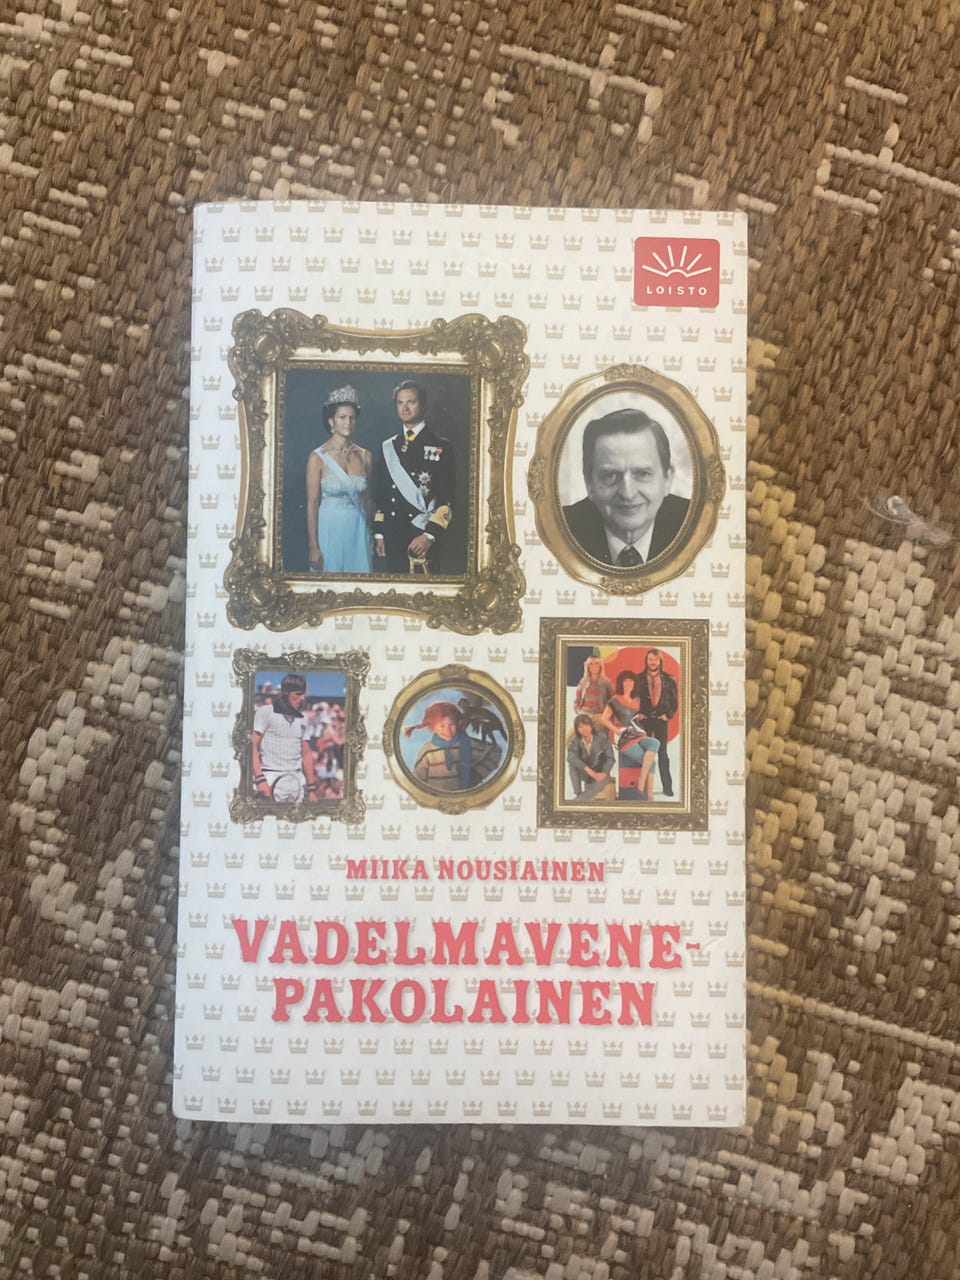 LOISTO
MIIKA NOUSIAINEN
VADELMAVENE-
PAKOLAINEN